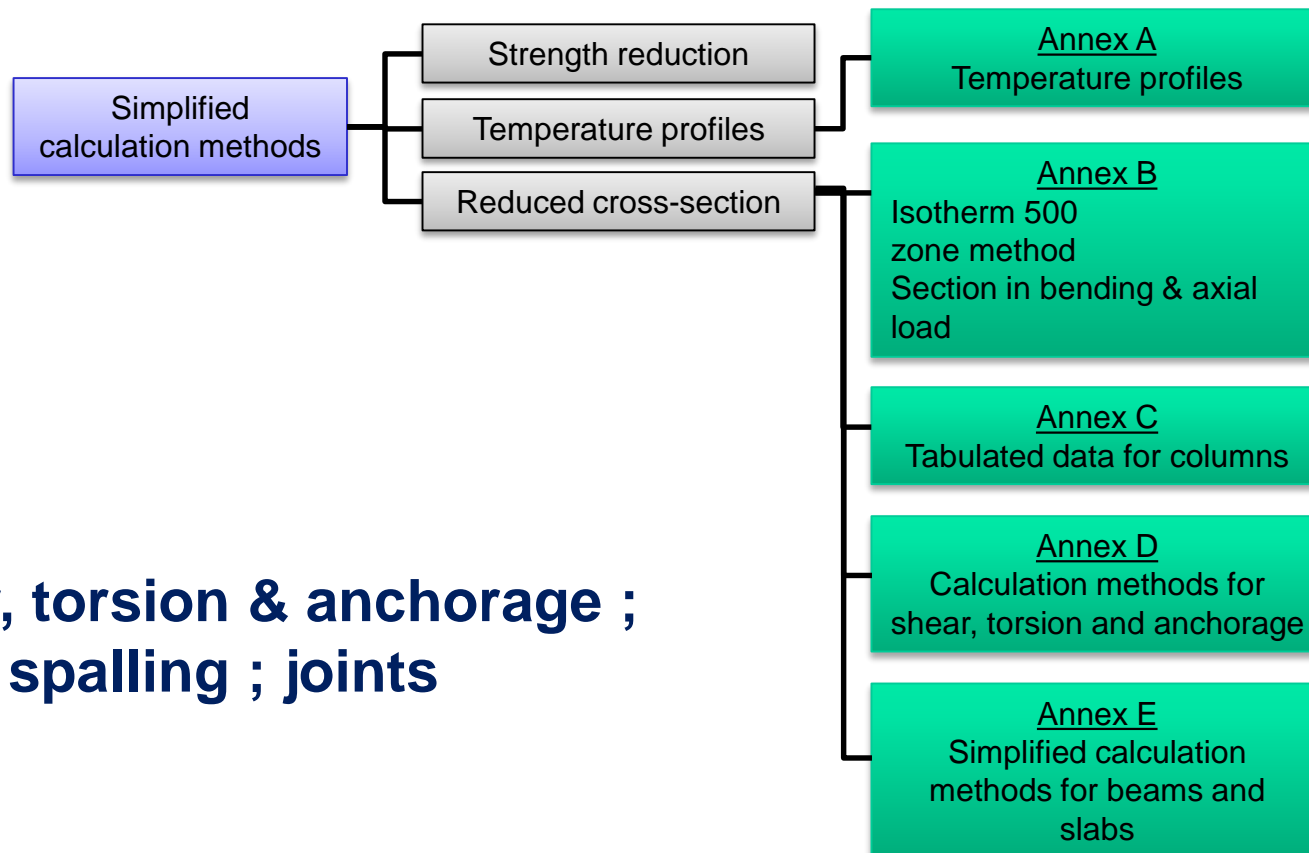 Simplified
calculation methods
Strength reduction
Temperature profiles
Reduced cross-section
Annex A
Temperature profiles
Annex B
Isotherm 500
zone method
Section in bending & axial
load
Annex C
Tabulated data for columns
Annex D
Calculation methods for
shear, torsion and anchorage
Annex E
Simplified calculation
methods for beams and
slabs
, torsion & anchorage ;
spalling ; joints